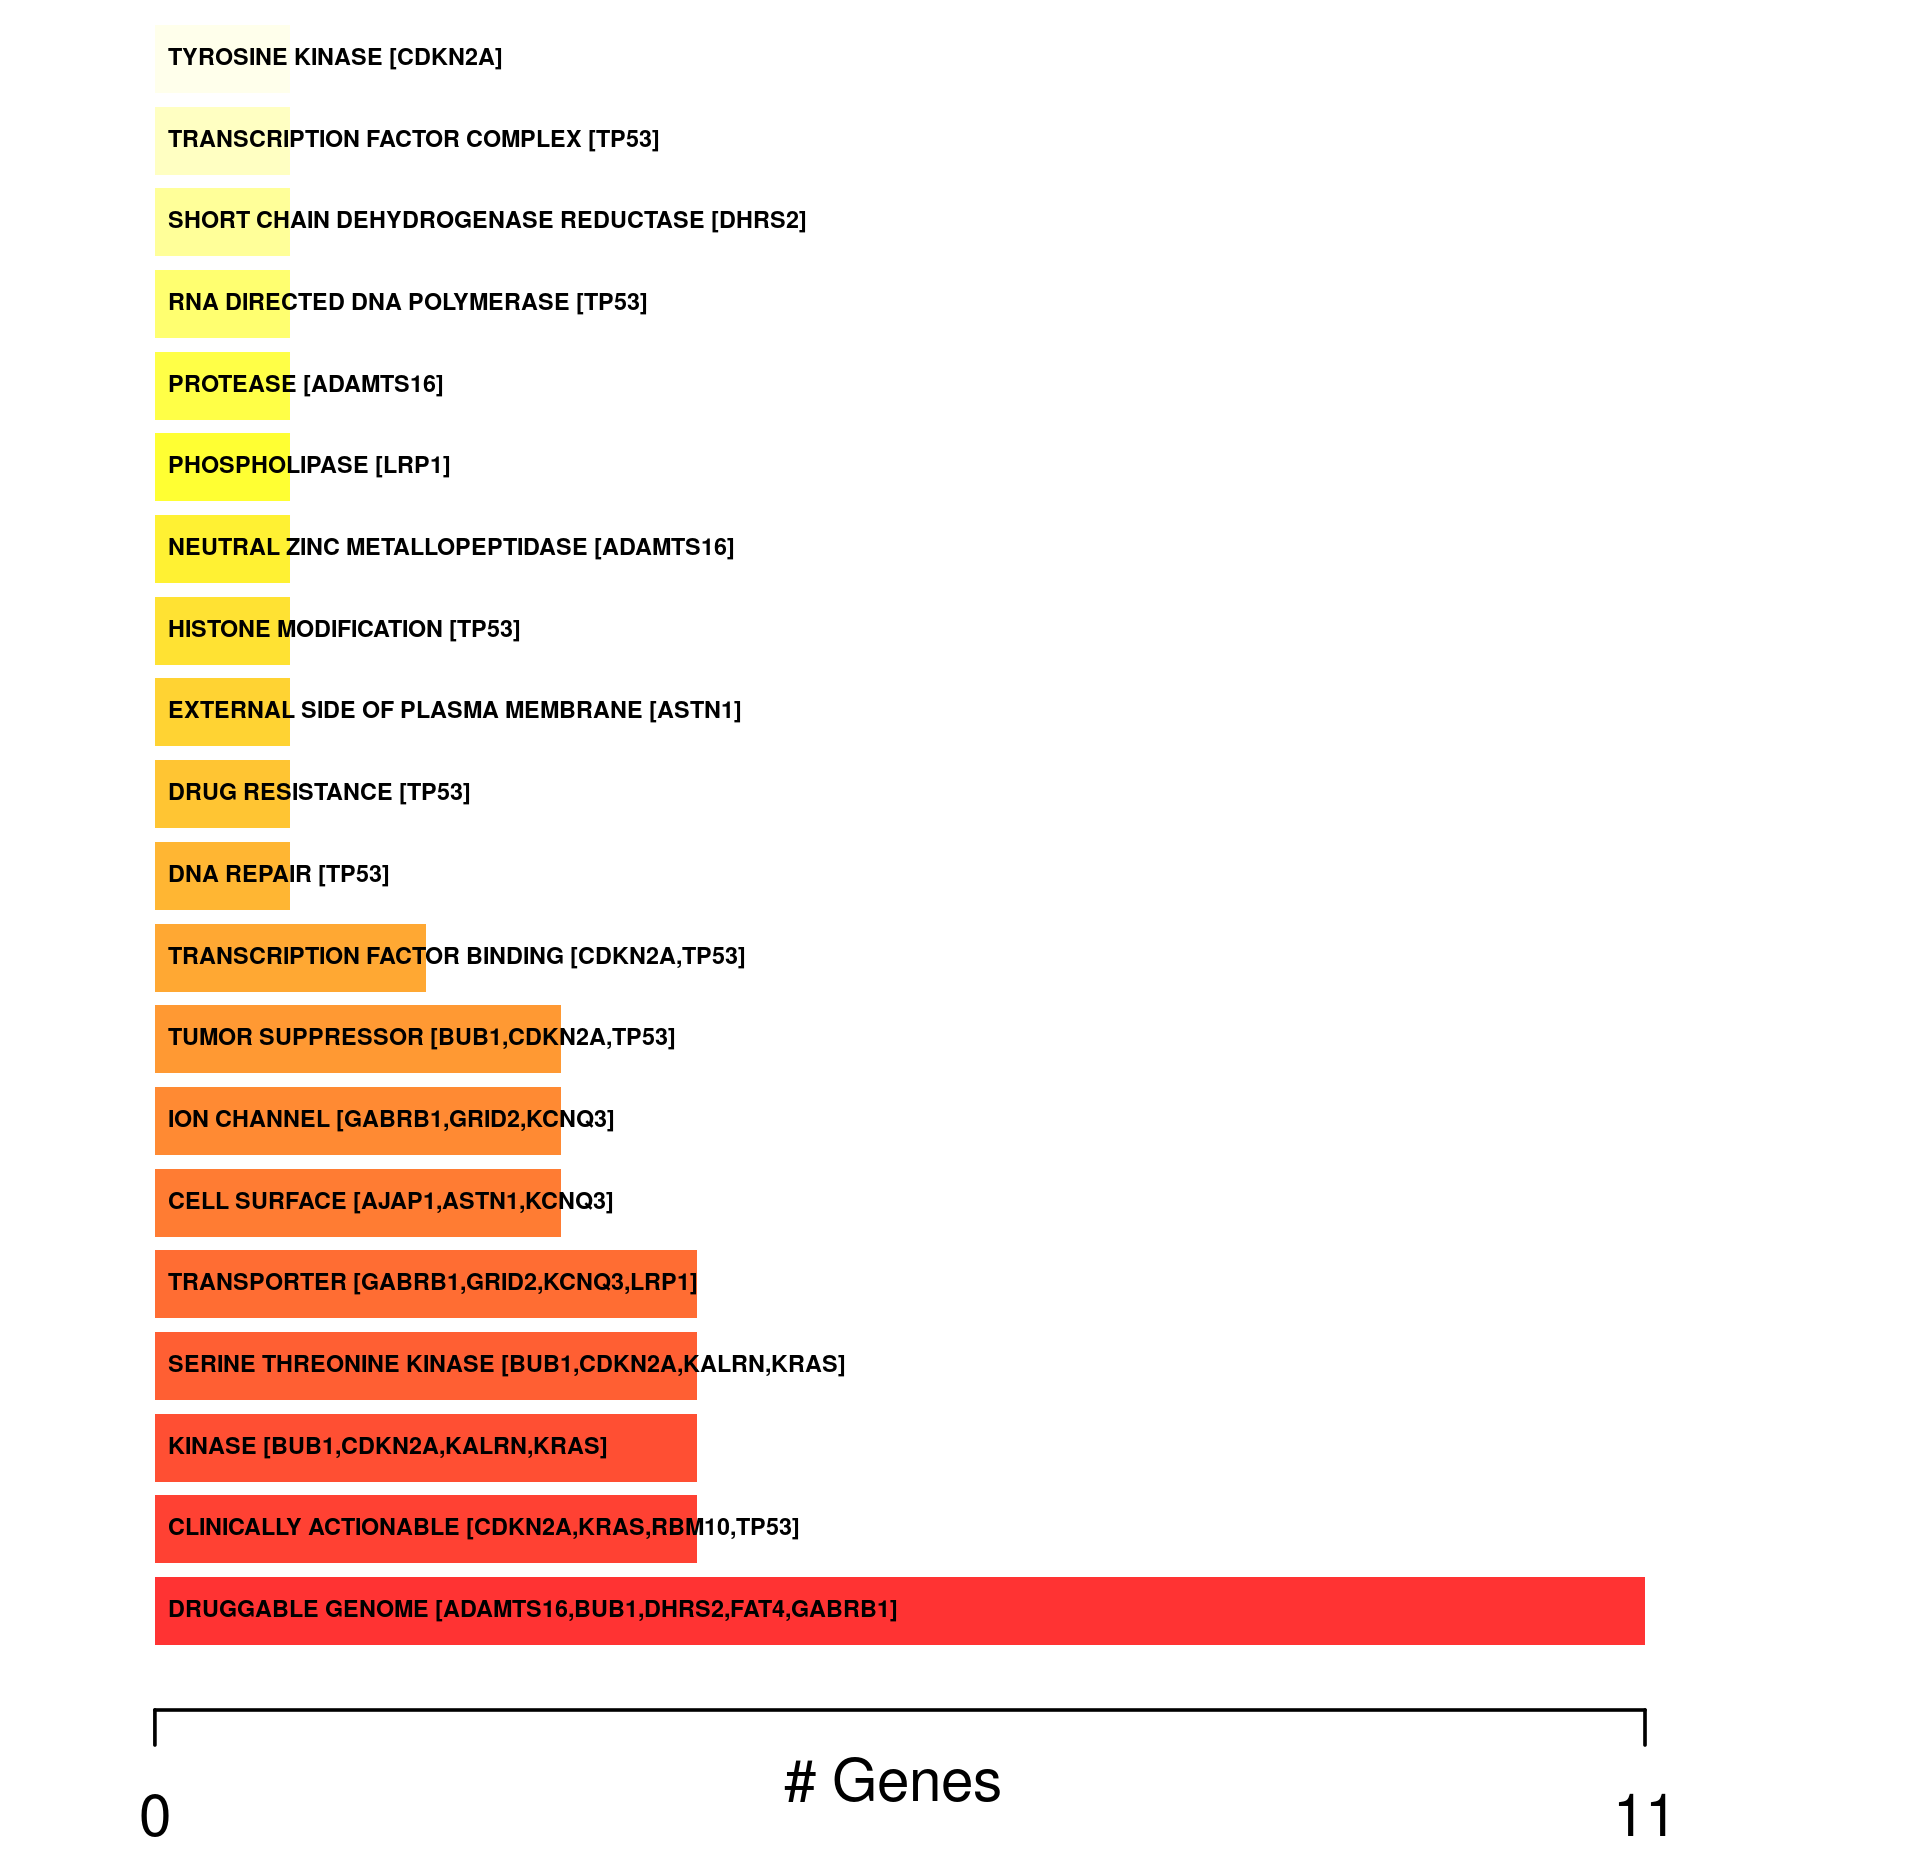 TYROSINE KINASE [CDKN2A]
TRANSCRIPTION FACTOR COMPLEX [TP53]
SHORT CHAIN DEHYDROGENASE REDUCTASE [DHRS2]
RNA DIRECTED DNA POLYMERASE [TP53]
PROTEASE [ADAMTS16]
PHOSPHOLIPASE [LRP1]
NEUTRAL ZINC METALLOPEPTIDASE [ADAMTS16]
HISTONE MODIFICATION [TP53]
EXTERNAL SIDE OF PLASMA MEMBRANE [ASTN1]
DRUG RESISTANCE [TP53]
DNA REPAIR [TP53]
TRANSCRIPTION FACTOR BINDING [CDKN2A,TP53]
TUMOR SUPPRESSOR [BUB1,CDKN2A,TP53]
ION CHANNEL [GABRB1,GRID2,KCNQ3]
CELL SURFACE [AJAP1,ASTN1,KCNQ3]
TRANSPORTER [GABRB1,GRID2,KCNQ3,LRP1]
SERINE THREONINE KINASE [BUB1,CDKN2A,KALRN,KRAS]
KINASE [BUB1,CDKN2A,KALRN,KRAS]
CLINICALLY ACTIONABLE [CDKN2A,KRAS,RBM10,TP53]
DRUGGABLE GENOME [ADAMTS16,BUB1,DHRS2,FAT4,GABRB1]
# Genes
0 11